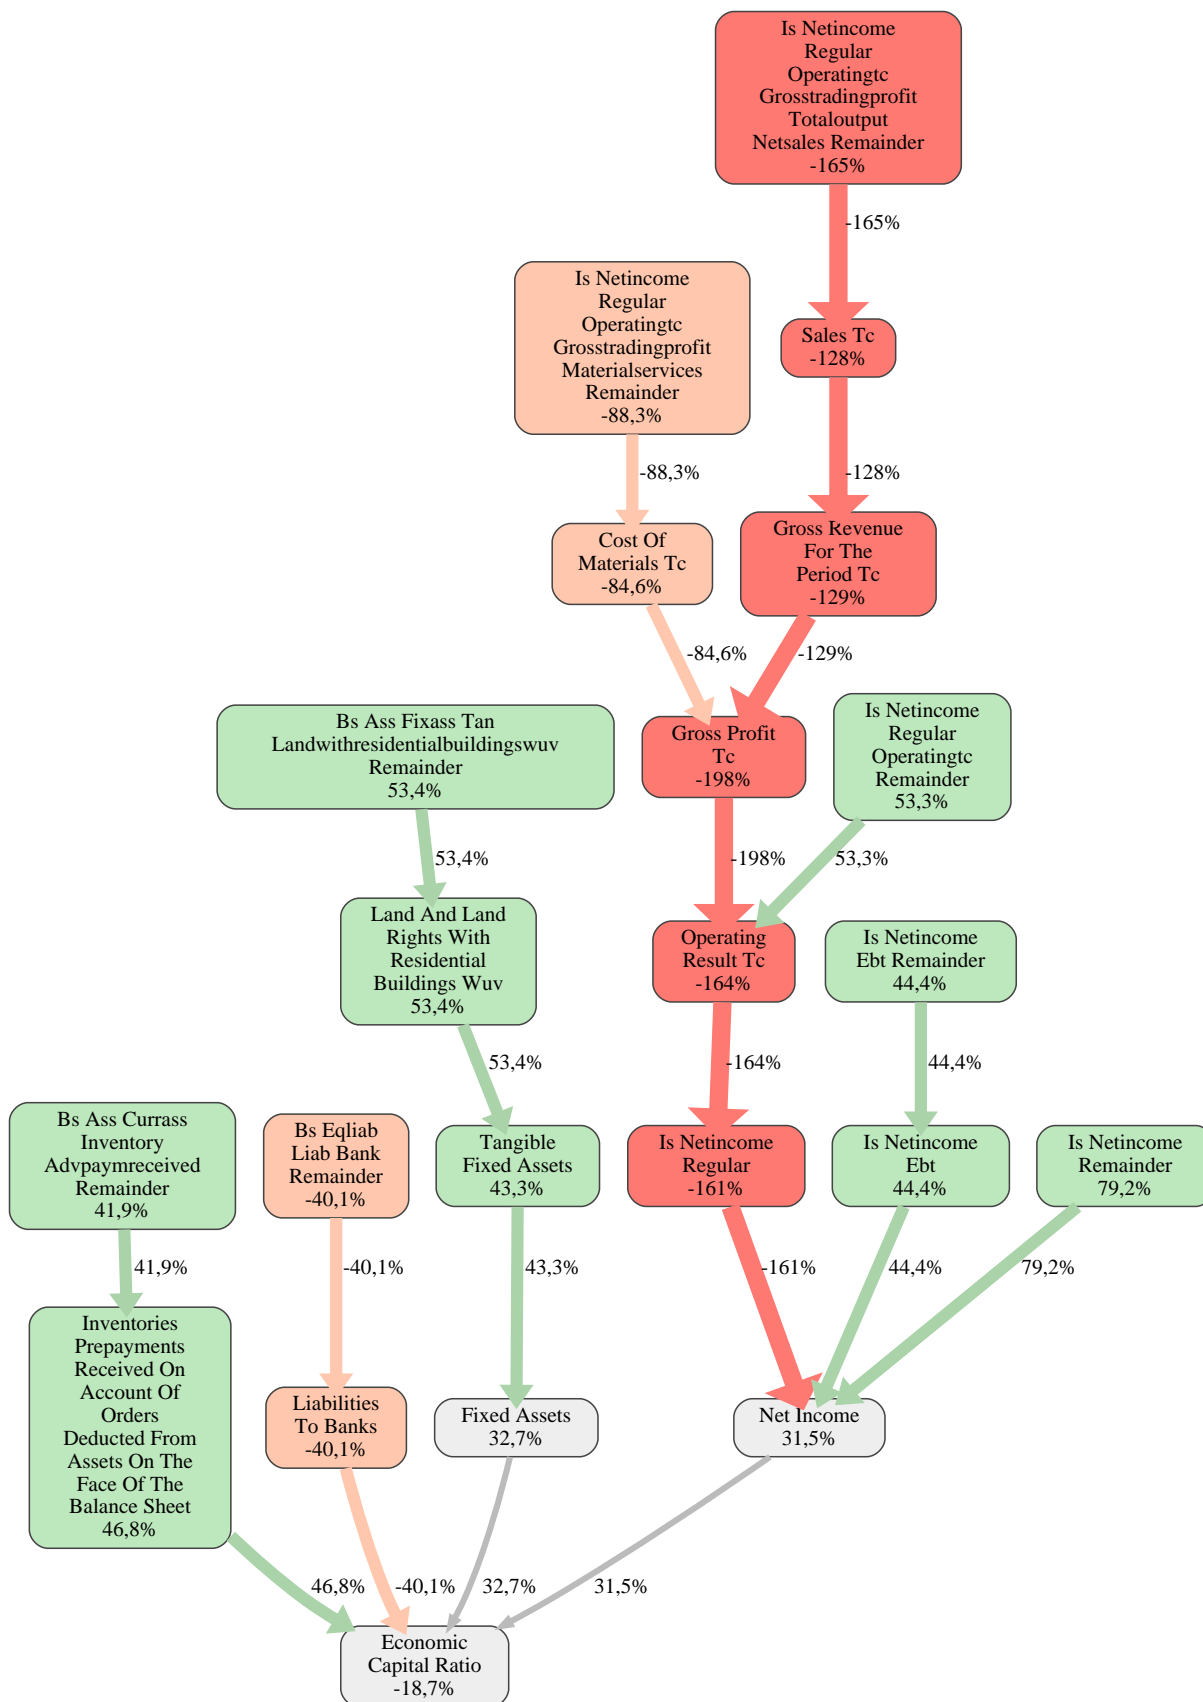 Is Netincome
Regular
Operatingtc
Grosstradingprofit
Totaloutput
Netsales Remainder
-165%
-165%
Is Netincome
Regular
Operatingtc
Grosstradingprofit
Materialservices
Remainder
-88,3%
Sales Tc
-128%
-88,3%
-128%
Cost Of
Materials Tc
-84,6%
Gross Revenue
For The
Period Tc
-129%
-84,6%
-129%
Bs Ass Fixass Tan
Landwithresidentialbuildingswuv
Remainder
53,4%
Gross Profit
Tc
-198%
Is Netincome
Regular
Operatingtc
Remainder
53,3%
53,4%
-198%
53,3%
Land And Land
Rights With
Residential
Buildings Wuv
53,4%
Operating
Result Tc
-164%
Is Netincome
Ebt Remainder
44,4%
53,4%
-164%
44,4%
Bs Ass Currass
Inventory
Advpaymreceived
Remainder
41,9%
Bs Eqliab
Liab Bank
Remainder
-40,1%
Tangible
Fixed Assets
43,3%
Is Netincome
Regular
-161%
Is Netincome
Ebt
44,4%
Is Netincome
Remainder
79,2%
41,9%
-40,1%
43,3%
-161%
44,4%
79,2%
Inventories
Prepayments
Received On
Account Of
Orders
Deducted From
Assets On The
Face Of The
Balance Sheet
46,8%
Liabilities
To Banks
-40,1%
Fixed Assets
32,7%
Net Income
31,5%
46,8%
-40,1%
32,7%
31,5%
Economic
Capital Ratio
-18,7%